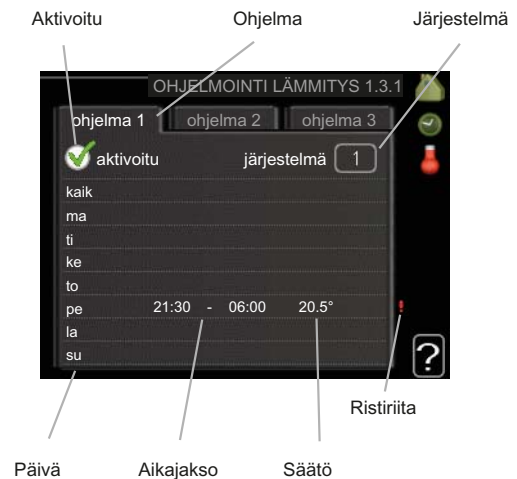 Aktivoitu Ohjelma Järjestelmä
OHJELMOINTI LÄMMITYS 1.3.1
ohjelma 1 ohjelma 2 ohjelma 3
aktivoitu järjestelmä 1
kaik
ma
ti
ke
to
pe 21:30 - 06:00 20.5° !
la
su
?
Ristiriita
Päivä Aikajakso Säätö